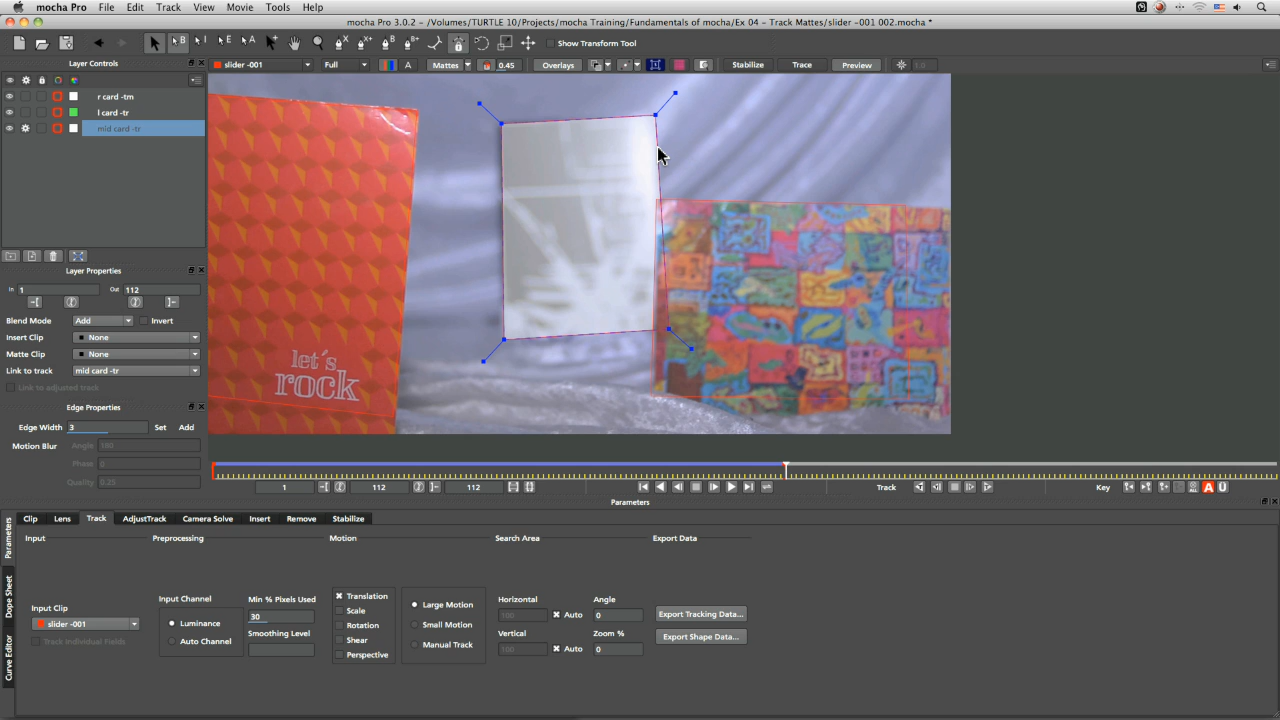 mocha Pro File Edit Track View Movie Tools Help
mocha Pro 3.0.2 - /Volumes/TURTLE 10/Projects/mocha Training/Fundamentals of mocha/Ex 04 - Track Mattes/slider -001 002.mocha *
Show Transform Tool
Layer Controls
slider -001 Full A Mattes 0.45 Overlays Stabilize Trace Preview 1.0
r card -tm
l card -tr
mid card -tr
Layer Properties
In 1 Out 112
Blend Mode Add Invert
Insert Clip None
Matte Clip None
Link to track mid card -tr
Link to adjusted track
Edge Properties
Edge Width 3 Set Add
Motion Blur Angle 180
Phase 0
Quality 0.25
let's
rock
1 112 112 Track Key A
Parameters
Clip Lens Track AdjustTrack Camera Solve Insert Remove Stabilize
Parameters
Dope Sheet
Curve Editor
Input Preprocessing Motion Search Area Export Data
Input Clip
slider -001
Track Individual Fields
Input Channel
Luminance
Auto Channel
Min % Pixels Used
30
Smoothing Level
Translation
Scale
Rotation
Shear
Perspective
Large Motion
Small Motion
Manual Track
Horizontal Angle
100 Auto 0
Vertical Zoom %
100 Auto 0
Export Tracking Data...
Export Shape Data...